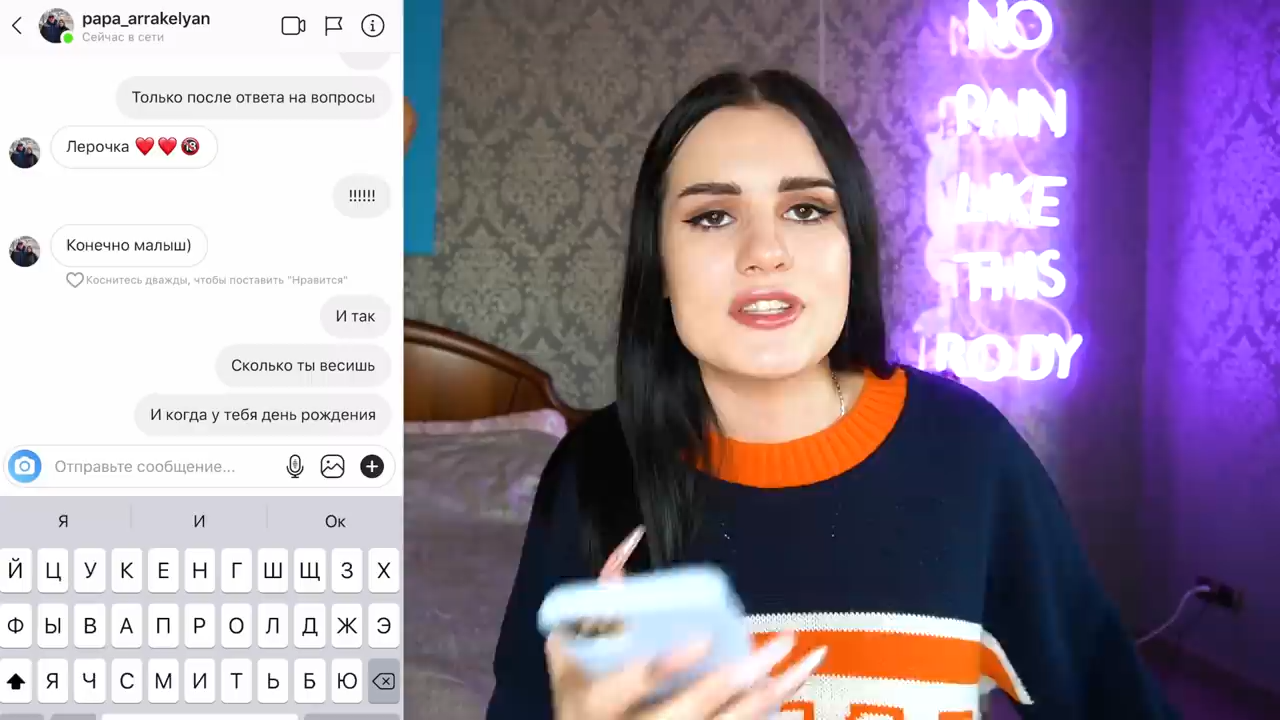 papa_arrakelyan
Сейчас в сети
Только после ответа на вопросы
Лерочка ❤️❤️🔞
!!!!!!
Конечно малыш)
Коснитесь дважды, чтобы поставить "Нравится"
И так
Сколько ты весишь
И когда у тебя день рождения
Отправьте сообщение...
Я И Ок
Й Ц У К Е Н Г Ш Щ З Х
Ф Ы В А П Р О Л Д Ж Э
Я Ч С М И Т Ь Б Ю
NO
PAIN
LIKE
THIS
BODY